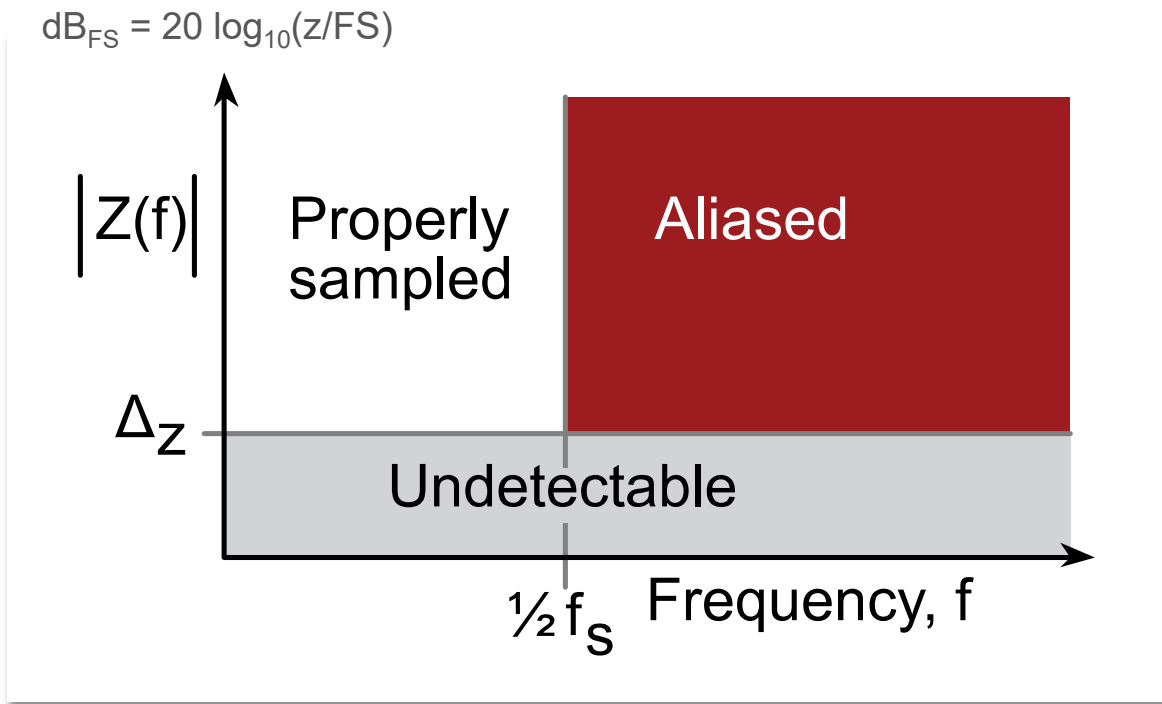 dB_FS = 20 log_10(z/FS)
|Z(f)|
Properly
sampled
Aliased
Δ_Z
Undetectable
½ f_s
Frequency, f